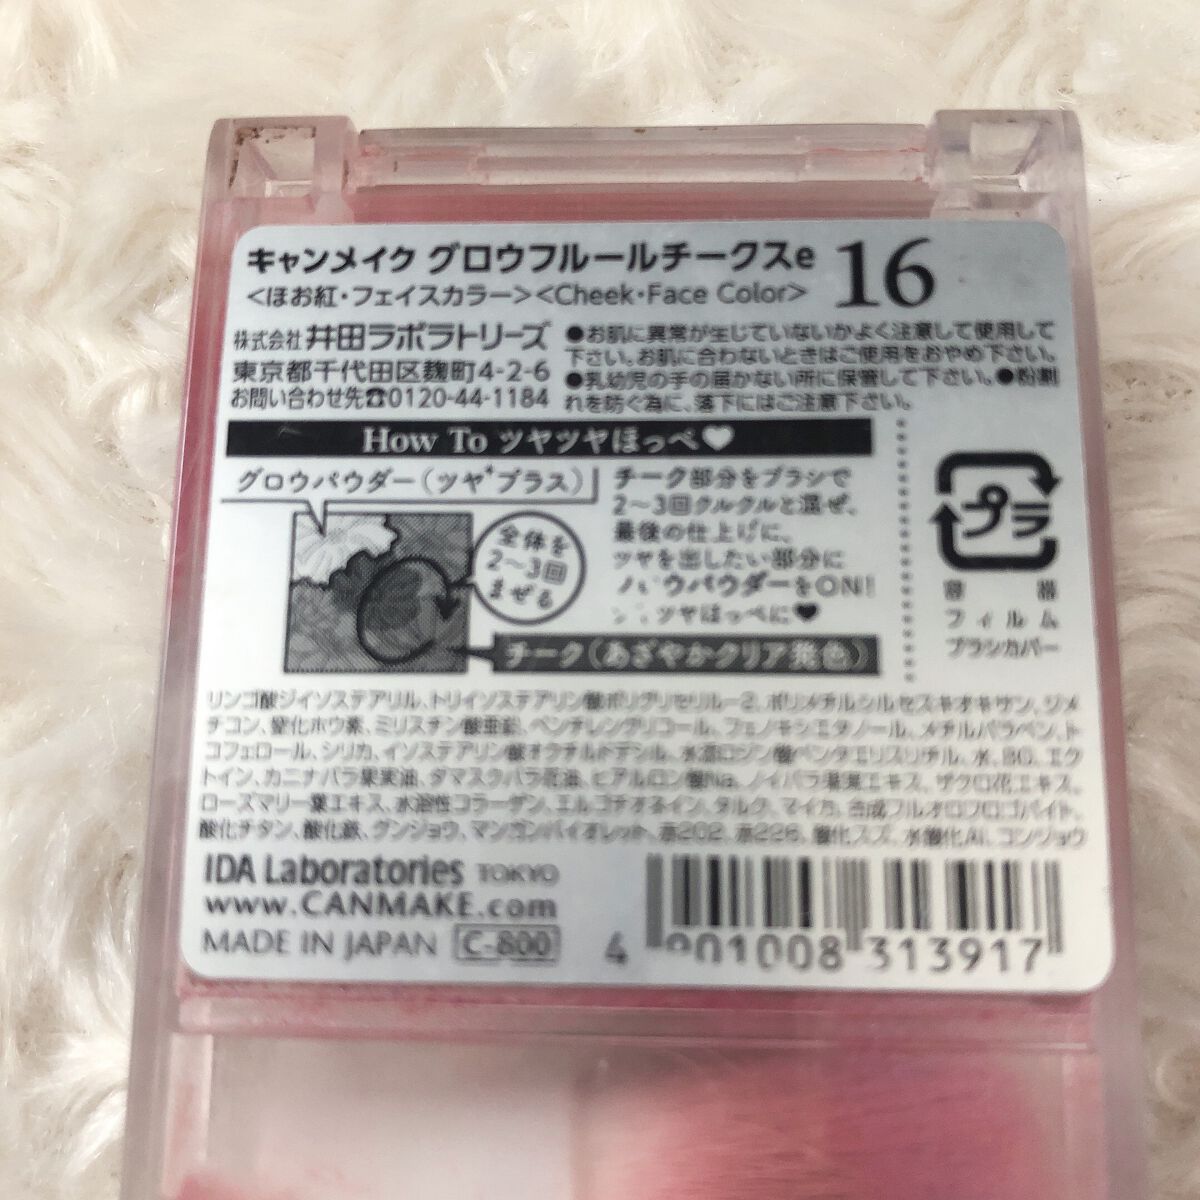 キャンメイク グロウフルールチークスe 16
<ほお紅・フェイスカラー><Cheek・Face Color>
株式会社 井田ラボラトリーズ
東京都千代田区麹町4-2-6
お問い合わせ先☎0120-44-1184
●お肌に異常が生じていないかよく注意して使用して
下さい。お肌に合わないときはご使用をおやめ下さい。
●乳幼児の手の届かない所に保管して下さい。●粉割
れを防ぐ為に、落下にはご注意下さい。
How To ツヤツヤほっぺ♥
グロウパウダー(ツヤ*プラス)
全体を
2〜3回
まぜる
チーク(あざやかクリア発色)
チーク部分をブラシで
2〜3回クルクルと混ぜ、
最後の仕上げに、
ツヤを出したい部分に
ウパウダーをON!
ツヤほっぺに♥
プラ
容器
フィルム
ブラシカバー
リンゴ酸ジイソステアリル、トリイソステアリン酸ポリグリセリル-2、ポリメチルシルセスキオキサン、ジメ
チコン、窒化ホウ素、ミリスチン酸亜鉛、ペンチレングリコール、フェノキシエタノール、メチルパラベン、ト
コフェロール、シリカ、イソステアリン酸オクチルドデシル、水添ロジン酸ペンタエリスリチル、水、BG、エク
トイン、カニナバラ果実油、ダマスクバラ花油、ヒアルロン酸Na、ノイバラ果実エキス、ザクロ花エキス、
ローズマリー葉エキス、水溶性コラーゲン、エルゴチオネイン、タルク、マイカ、合成フルオロフロゴパイト、
酸化チタン、酸化鉄、グンジョウ、マンガンバイオレット、赤202、赤226、酸化スズ、水酸化Al、コンジョウ
IDA Laboratories TOKYO
www.CANMAKE.com
MADE IN JAPAN C-800
4 901008 313917